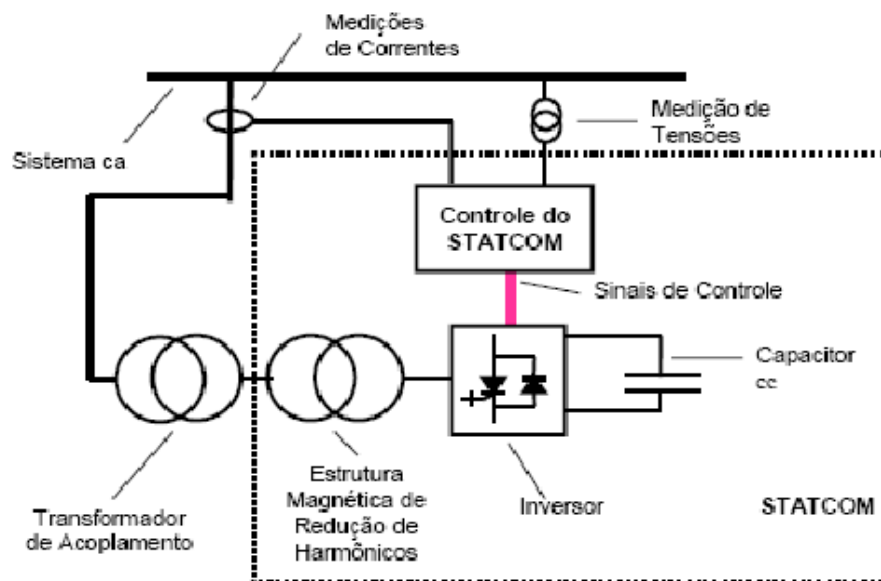 Medições
de Correntes
Medição de
Tensões
Sistema ca
Controle do
STATCOM
Sinais de Controle
Capacitor
cc
Estrutura
Magnética de
Redução de
Harmônicos
Inversor
STATCOM
Transformador
de Acoplamento